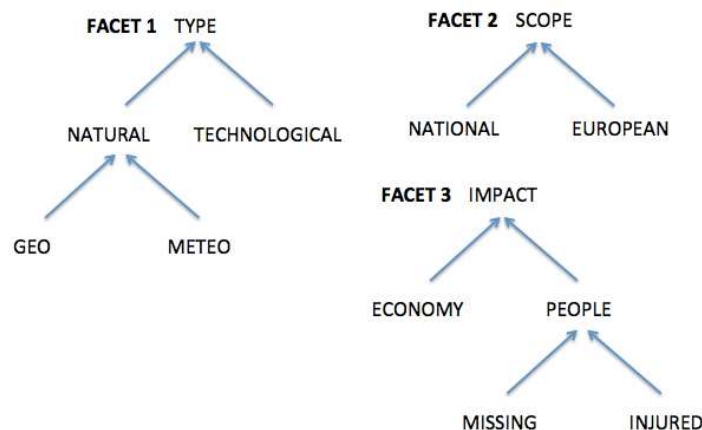 FACET 1 TYPE
NATURAL TECHNOLOGICAL
GEO METEO
FACET 2 SCOPE
NATIONAL EUROPEAN
FACET 3 IMPACT
ECONOMY PEOPLE
MISSING INJURED